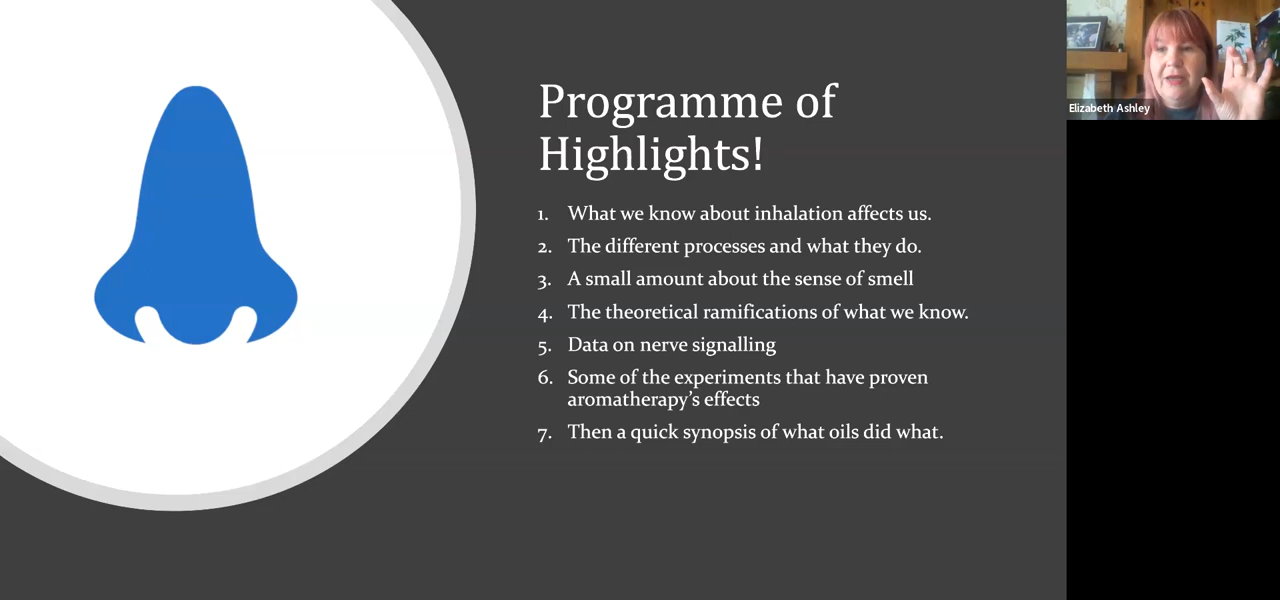 Programme of
Highlights!
1. What we know about inhalation affects us.
2. The different processes and what they do.
3. A small amount about the sense of smell
4. The theoretical ramifications of what we know.
5. Data on nerve signalling
6. Some of the experiments that have proven
aromatherapy's effects
7. Then a quick synopsis of what oils did what.
Elizabeth Ashley